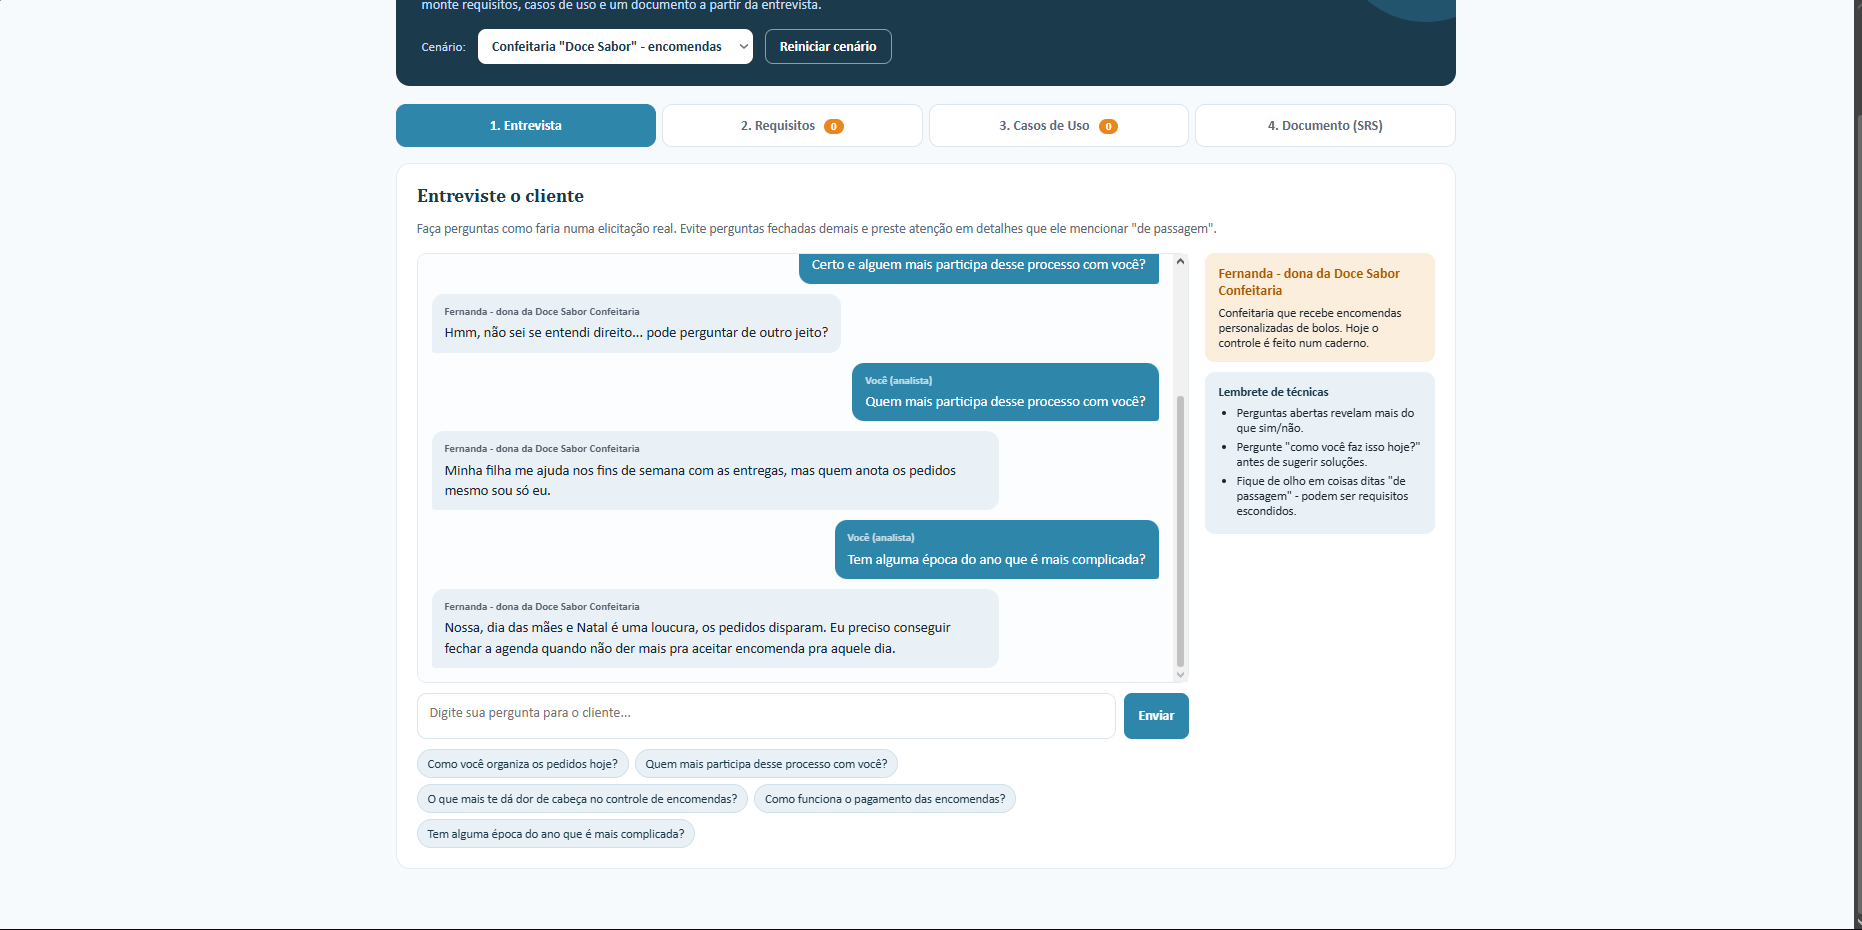 monte requisitos, casos de uso e um documento a partir da entrevista.
Cenário:
Confeitaria "Doce Sabor" - encomendas
Reiniciar cenário
1. Entrevista
2. Requisitos 0
3. Casos de Uso 0
4. Documento (SRS)
Entreviste o cliente
Faça perguntas como faria numa elicitação real. Evite perguntas fechadas demais e preste atenção em detalhes que ele mencionar "de passagem".
Certo e alguem mais participa desse processo com você?
Fernanda - dona da Doce Sabor Confeitaria
Hmm, não sei se entendi direito... pode perguntar de outro jeito?
Você (analista)
Quem mais participa desse processo com você?
Fernanda - dona da Doce Sabor Confeitaria
Minha filha me ajuda nos fins de semana com as entregas, mas quem anota os pedidos
mesmo sou só eu.
Você (analista)
Tem alguma época do ano que é mais complicada?
Fernanda - dona da Doce Sabor Confeitaria
Nossa, dia das mães e Natal é uma loucura, os pedidos disparam. Eu preciso conseguir
fechar a agenda quando não der mais pra aceitar encomenda pra aquele dia.
Digite sua pergunta para o cliente...
Enviar
Como você organiza os pedidos hoje?
Quem mais participa desse processo com você?
O que mais te dá dor de cabeça no controle de encomendas?
Como funciona o pagamento das encomendas?
Tem alguma época do ano que é mais complicada?
Fernanda - dona da Doce Sabor
Confeitaria
Confeitaria que recebe encomendas
personalizadas de bolos. Hoje o
controle é feito num caderno.
Lembrete de técnicas
• Perguntas abertas revelam mais do
que sim/não.
• Pergunte "como você faz isso hoje?"
antes de sugerir soluções.
• Fique de olho em coisas ditas "de
passagem" - podem ser requisitos
escondidos.